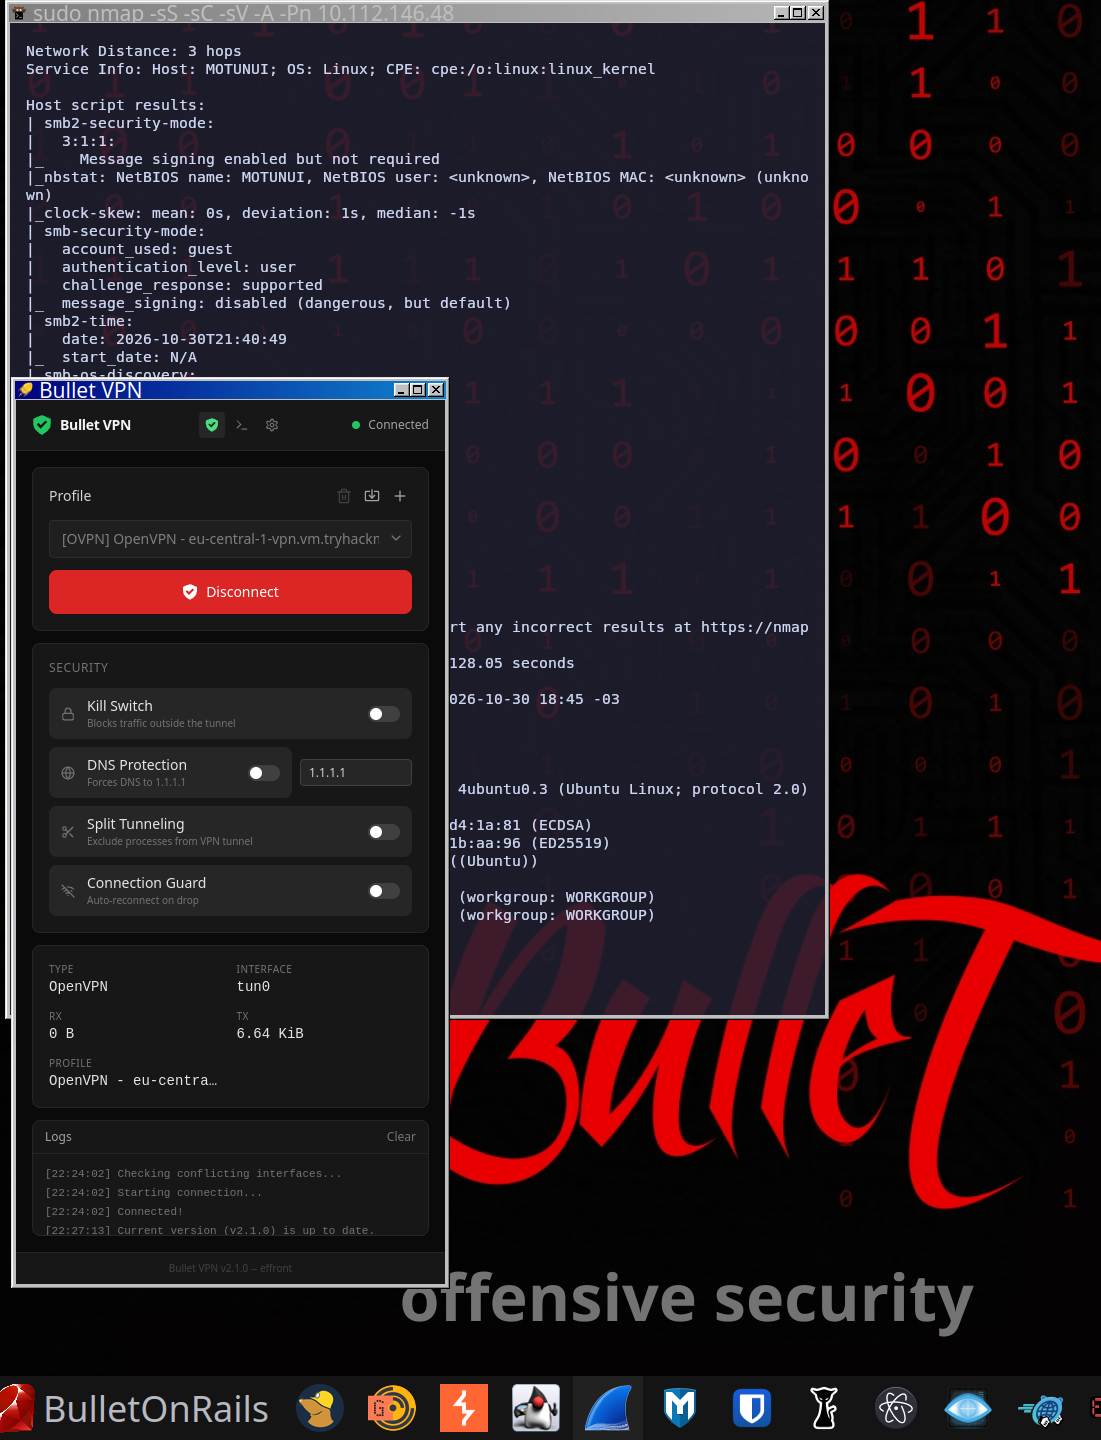 sudo nmap -sS -sC -sV -A -Pn 10.112.146.48
Network Distance: 3 hops
Service Info: Host: MOTUNUI; OS: Linux; CPE: cpe:/o:linux:linux_kernel
Host script results:
| smb2-security-mode:
|   3:1:1:
|_    Message signing enabled but not required
|_nbstat: NetBIOS name: MOTUNUI, NetBIOS user: <unknown>, NetBIOS MAC: <unknown> (unkno
wn)
|_clock-skew: mean: 0s, deviation: 1s, median: -1s
| smb-security-mode:
|   account_used: guest
|   authentication_level: user
|   challenge_response: supported
|_  message_signing: disabled (dangerous, but default)
| smb2-time:
|   date: 2026-10-30T21:40:49
|_  start_date: N/A
| smb-os-discovery:
rt any incorrect results at https://nmap
128.05 seconds
026-10-30 18:45 -03
4ubuntu0.3 (Ubuntu Linux; protocol 2.0)
d4:1a:81 (ECDSA)
1b:aa:96 (ED25519)
((Ubuntu))
(workgroup: WORKGROUP)
(workgroup: WORKGROUP)
Bullet VPN
Bullet VPN
Connected
Profile
[OVPN] OpenVPN - eu-central-1-vpn.vm.tryhackn
Disconnect
SECURITY
Kill Switch
Blocks traffic outside the tunnel
DNS Protection
Forces DNS to 1.1.1.1
1.1.1.1
Split Tunneling
Exclude processes from VPN tunnel
Connection Guard
Auto-reconnect on drop
TYPE
OpenVPN
INTERFACE
tun0
RX
0 B
TX
6.64 KiB
PROFILE
OpenVPN - eu-centra…
Logs
Clear
[22:24:02] Checking conflicting interfaces...
[22:24:02] Starting connection...
[22:24:02] Connected!
[22:27:13] Current version (v2.1.0) is up to date.
Bullet VPN v2.1.0 — effront
BulleT
offensive security
BulletOnRails